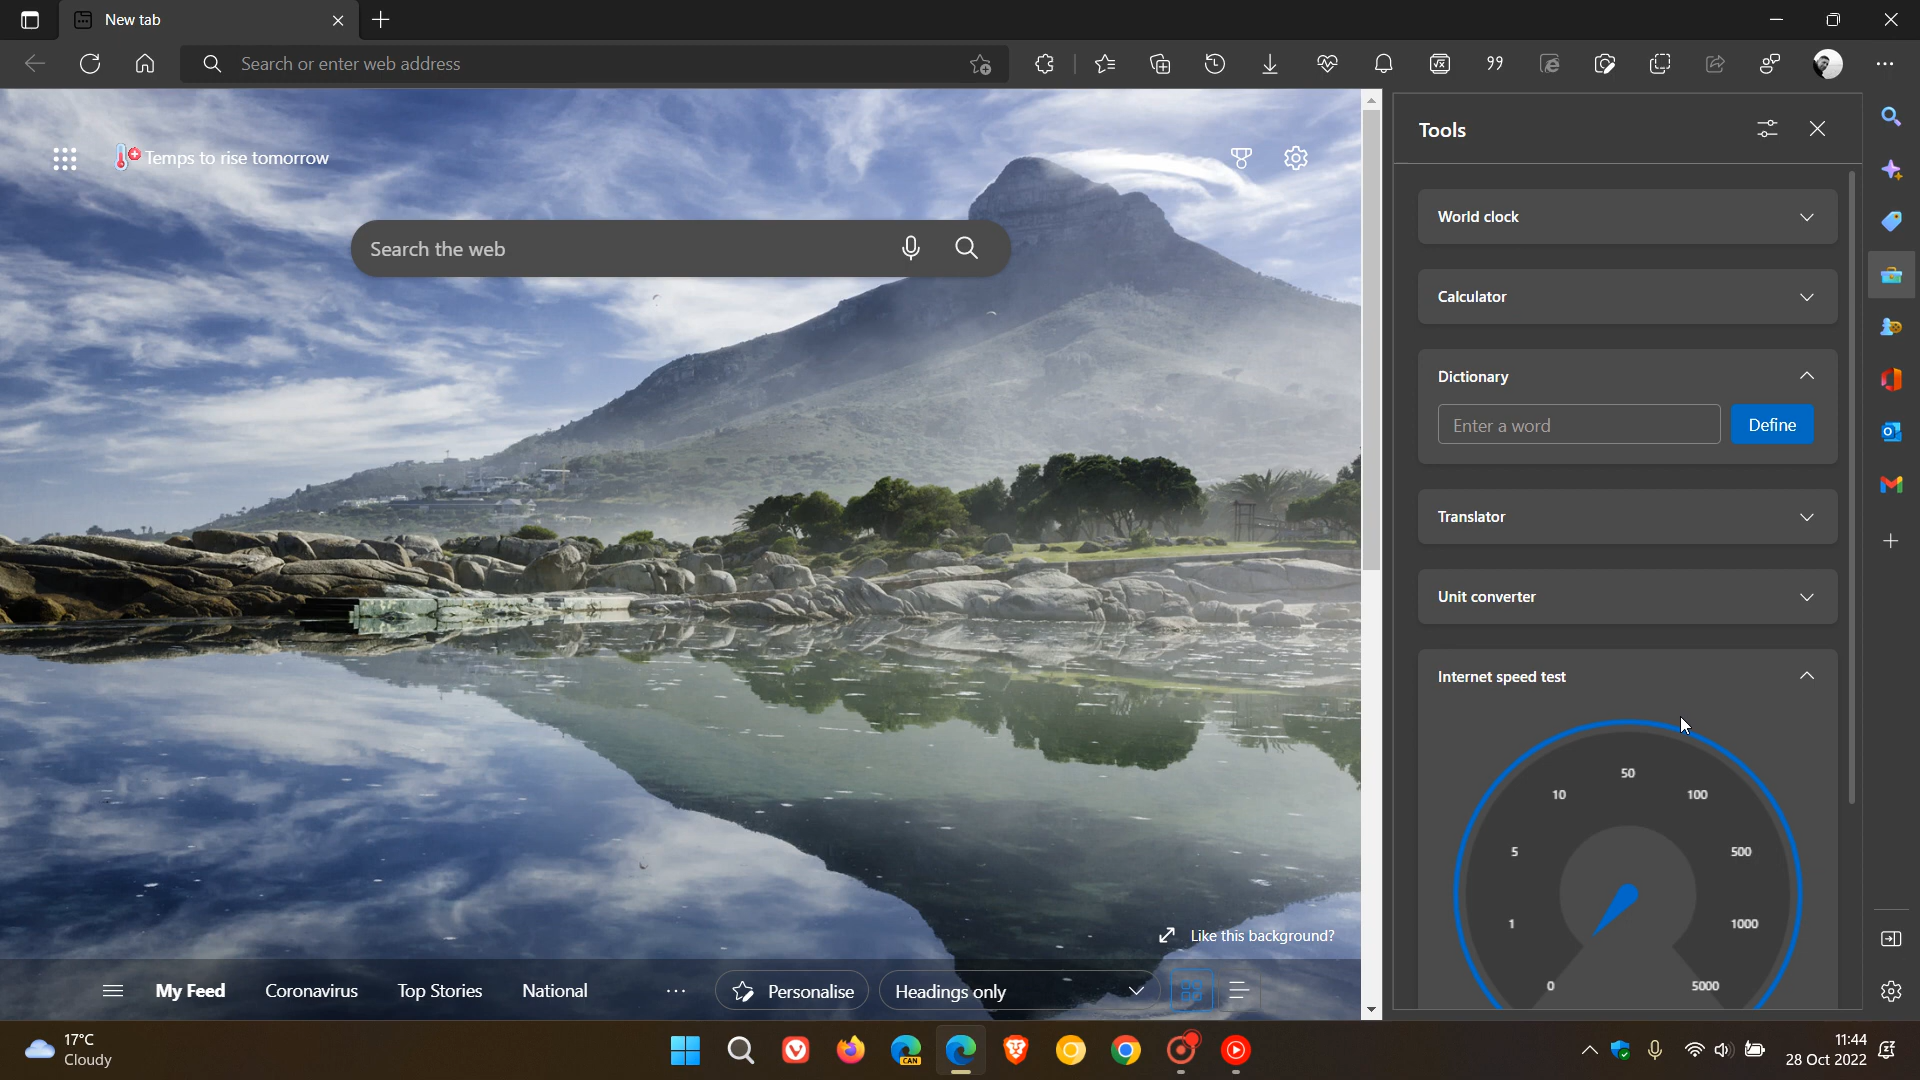 New tab
Search or enter web address
Temps to rise tomorrow
Search the web
Like this background?
My Feed
Coronavirus
Top Stories
National
Personalise
Headings only
Tools
World clock
Calculator
Dictionary
Enter a word
Define
Translator
Unit converter
Internet speed test
50
10
100
5
500
1
1000
0
5000
17°C
Cloudy
CAN
11:44
28 Oct 2022